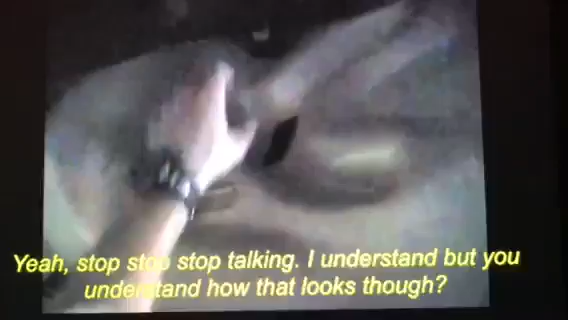 Yeah, stop stop stop talking. I understand but you
understand how that looks though?